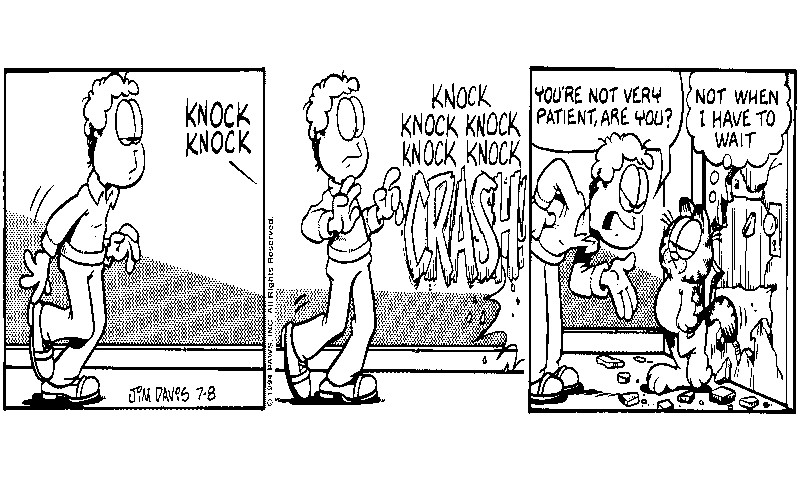 KNOCK
KNOCK
JIM DAVIS 7-8
© 1994 PAWS, INC. All Rights Reserved.
KNOCK
KNOCK KNOCK
KNOCK KNOCK
CRASH!
YOU'RE NOT VERY
PATIENT, ARE YOU?
NOT WHEN
I HAVE TO
WAIT